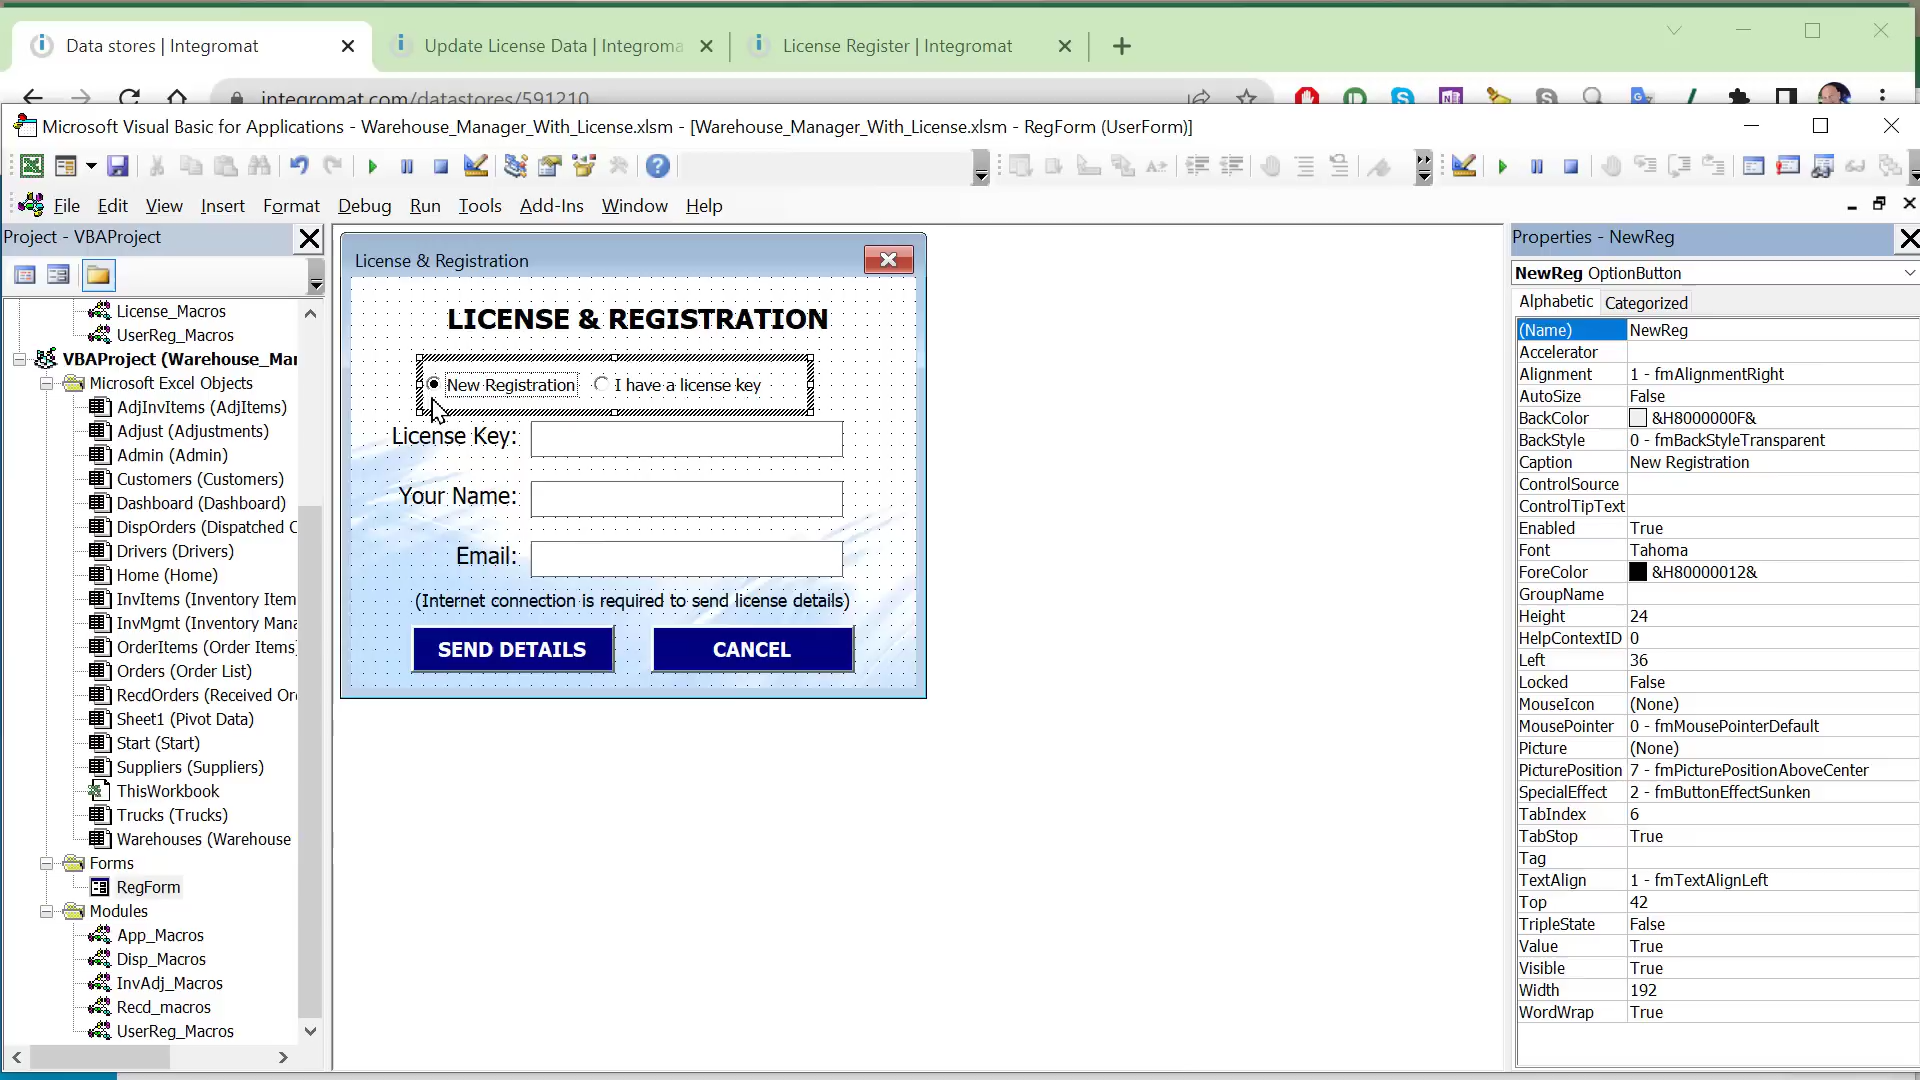 Data stores | Integromat
Update License Data | Integroma
License Register | Integromat
integromat.com/datastores/591210
Microsoft Visual Basic for Applications - Warehouse_Manager_With_License.xlsm - [Warehouse_Manager_With_License.xlsm - RegForm (UserForm)]
File Edit View Insert Format Debug Run Tools Add-Ins Window Help
Project - VBAProject
License_Macros
UserReg_Macros
VBAProject (Warehouse_Mar
Microsoft Excel Objects
AdjInvItems (AdjItems)
Adjust (Adjustments)
Admin (Admin)
Customers (Customers)
Dashboard (Dashboard)
DispOrders (Dispatched C
Drivers (Drivers)
Home (Home)
InvItems (Inventory Item
InvMgmt (Inventory Mana
OrderItems (Order Items)
Orders (Order List)
RecdOrders (Received Or
Sheet1 (Pivot Data)
Start (Start)
Suppliers (Suppliers)
ThisWorkbook
Trucks (Trucks)
Warehouses (Warehouse
Forms
RegForm
Modules
App_Macros
Disp_Macros
InvAdj_Macros
Recd_macros
UserReg_Macros
License & Registration
LICENSE & REGISTRATION
New Registration I have a license key
License Key:
Your Name:
Email:
(Internet connection is required to send license details)
SEND DETAILS CANCEL
Properties - NewReg
NewReg OptionButton
Alphabetic Categorized
(Name) NewReg
Accelerator
Alignment 1 - fmAlignmentRight
AutoSize False
BackColor &H8000000F&
BackStyle 0 - fmBackStyleTransparent
Caption New Registration
ControlSource
ControlTipText
Enabled True
Font Tahoma
ForeColor &H80000012&
GroupName
Height 24
HelpContextID 0
Left 36
Locked False
MouseIcon (None)
MousePointer 0 - fmMousePointerDefault
Picture (None)
PicturePosition 7 - fmPicturePositionAboveCenter
SpecialEffect 2 - fmButtonEffectSunken
TabIndex 6
TabStop True
Tag
TextAlign 1 - fmTextAlignLeft
Top 42
TripleState False
Value True
Visible True
Width 192
WordWrap True